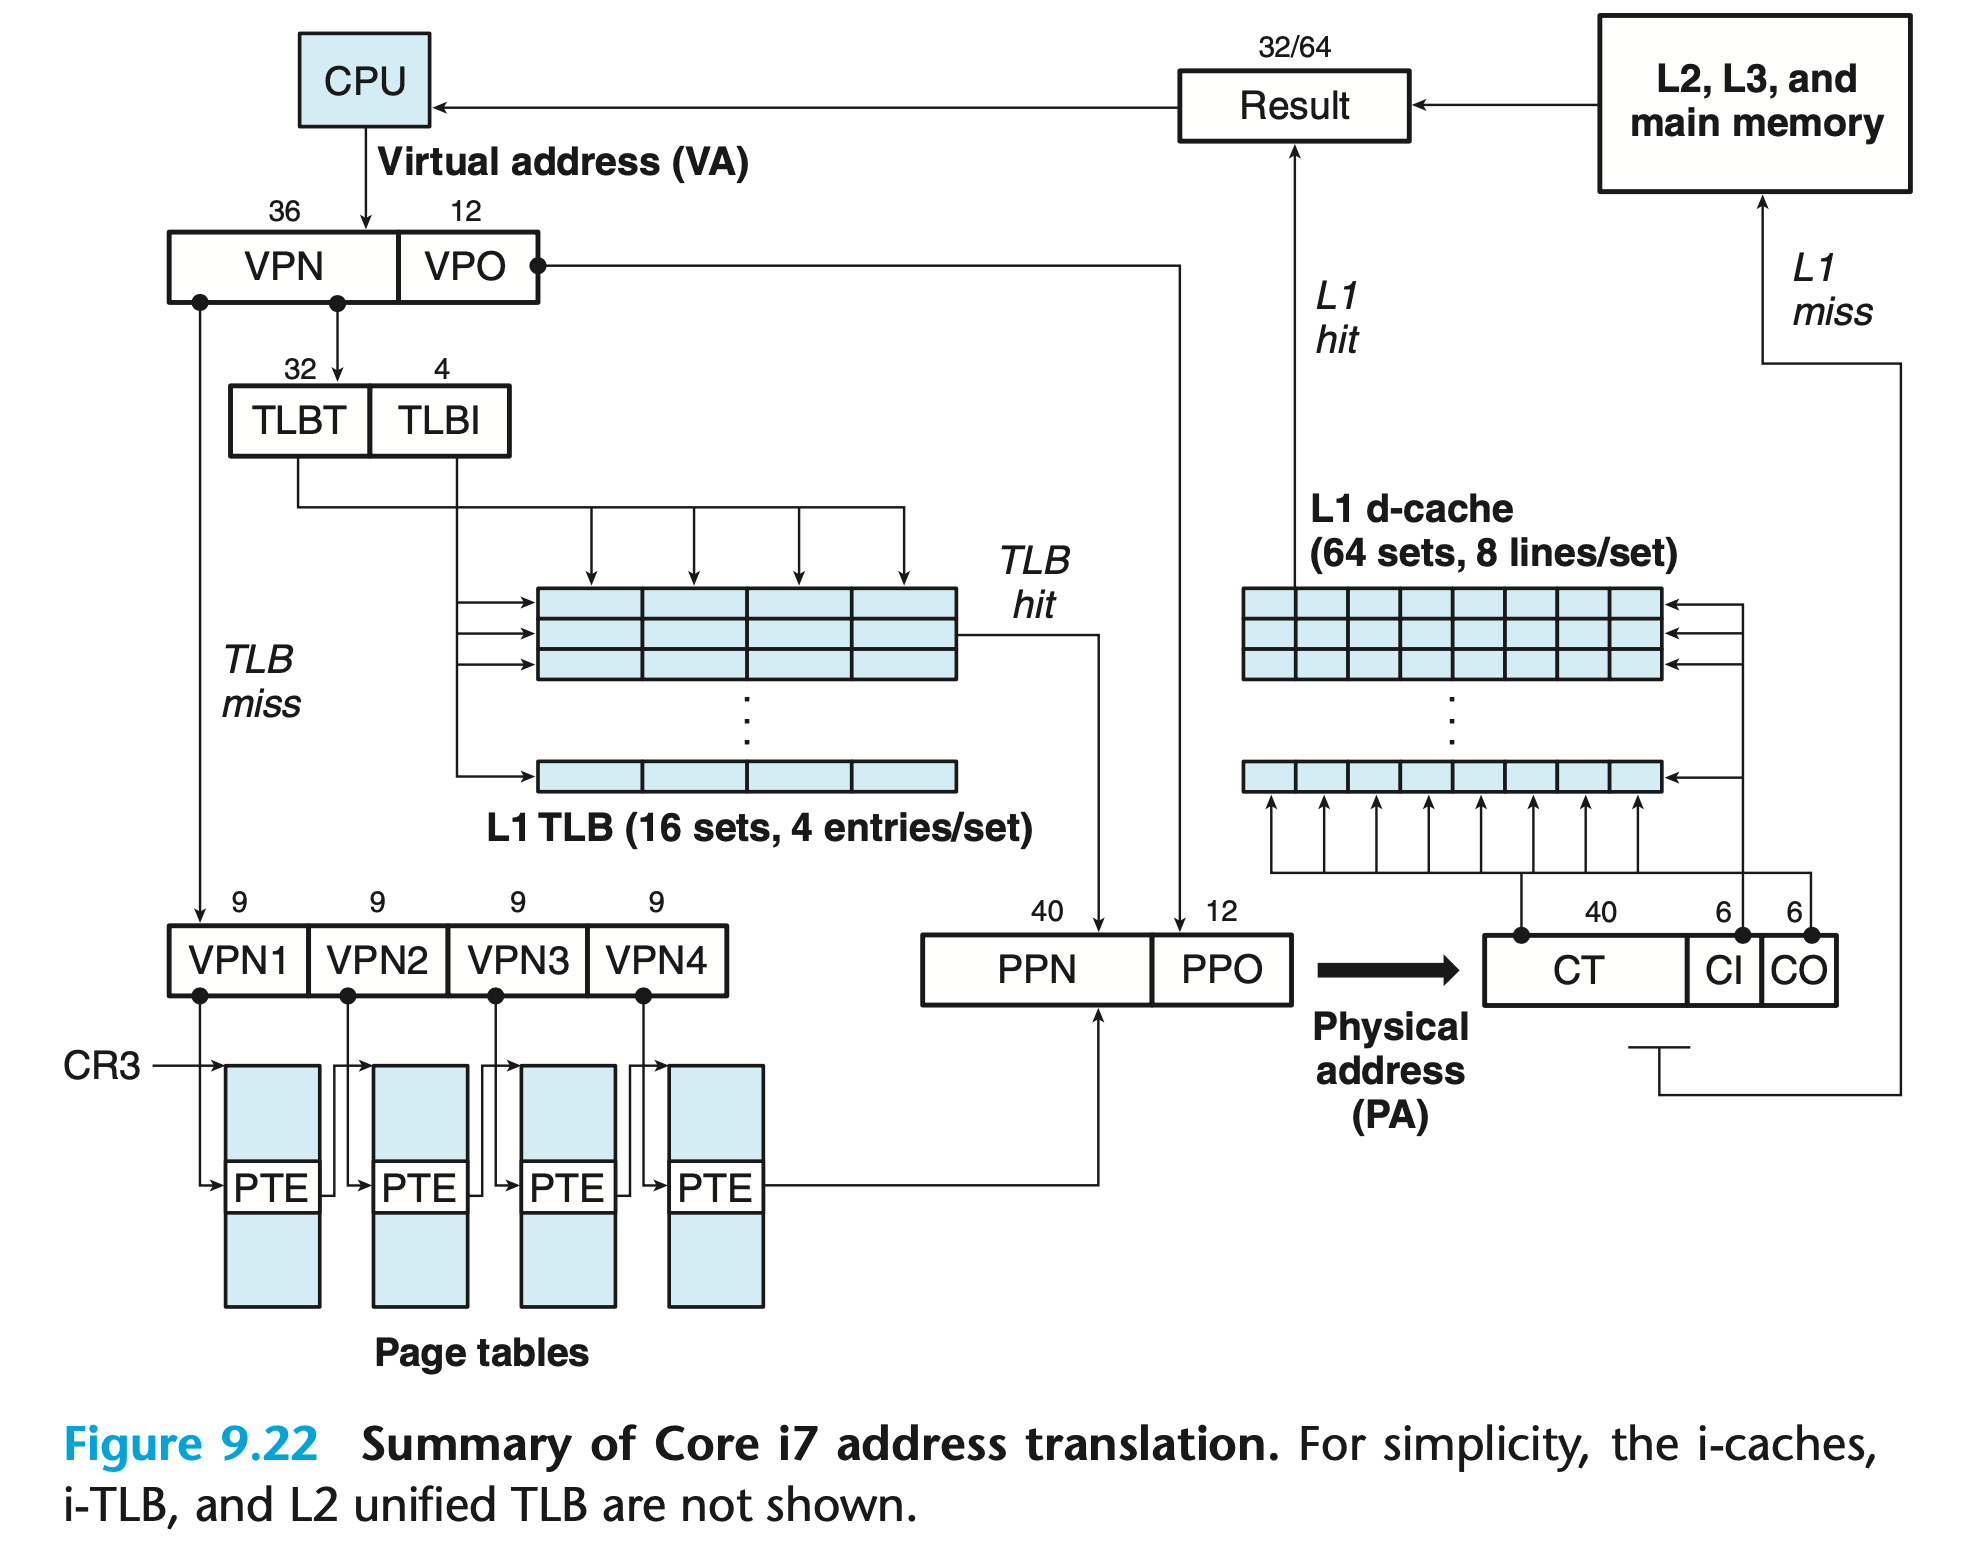 CPU
32/64
Result
L2, L3, and
main memory
Virtual address (VA)
36
12
VPN
VPO
L1
hit
L1
miss
32
4
TLBT
TLBI
TLB
hit
L1 d-cache
(64 sets, 8 lines/set)
TLB
miss
L1 TLB (16 sets, 4 entries/set)
9
9
9
9
VPN1
VPN2
VPN3
VPN4
40
12
PPN
PPO
40
6
6
CT
CI
CO
Physical
address
(PA)
CR3
PTE
PTE
PTE
PTE
Page tables
Figure 9.22 Summary of Core i7 address translation. For simplicity, the i-caches,
i-TLB, and L2 unified TLB are not shown.